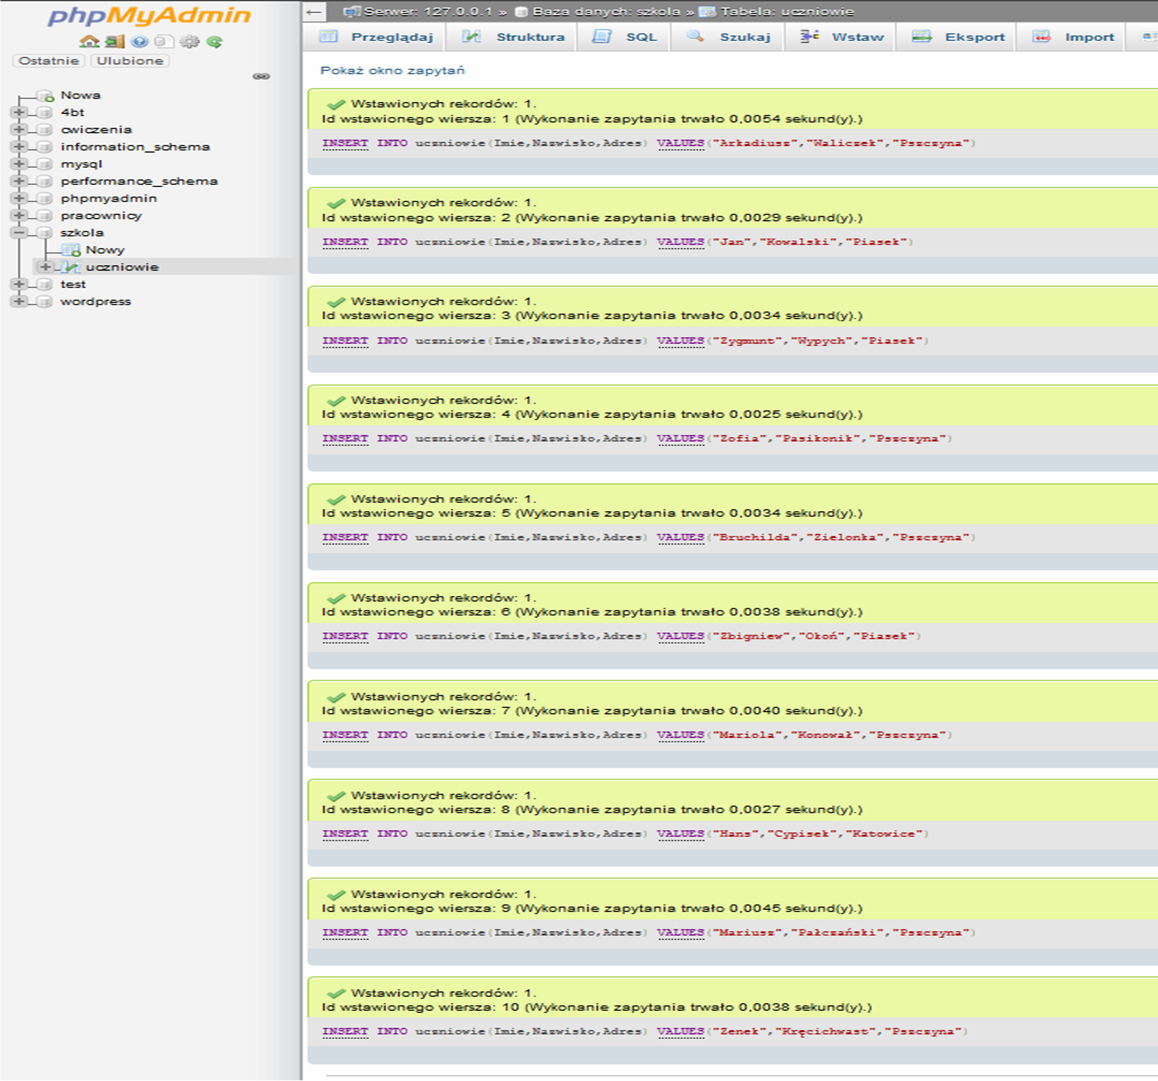 phpMyAdmin
Ostatnie Ulubione
Nowa
4bt
cwiczenia
information_schema
mysql
performance_schema
phpmyadmin
pracownicy
szkola
Nowy
uczniowie
test
wordpress
Serwer: 127.0.0.1 » Baza danych: szkola » Tabela: uczniowie
Przeglądaj Struktura SQL Szukaj Wstaw Eksport Import
Pokaż okno zapytań
Wstawionych rekordów: 1.
Id wstawionego wiersza: 1 (Wykonanie zapytania trwało 0,0054 sekund(y).)
INSERT INTO uczniowie(Imie,Nazwisko,Adres) VALUES("Arkadiusz","Waliczek","Pszczyna")
Wstawionych rekordów: 1.
Id wstawionego wiersza: 2 (Wykonanie zapytania trwało 0,0029 sekund(y).)
INSERT INTO uczniowie(Imie,Nazwisko,Adres) VALUES("Jan","Kowalski","Piasek")
Wstawionych rekordów: 1.
Id wstawionego wiersza: 3 (Wykonanie zapytania trwało 0,0034 sekund(y).)
INSERT INTO uczniowie(Imie,Nazwisko,Adres) VALUES("Zygmunt","Wypych","Piasek")
Wstawionych rekordów: 1.
Id wstawionego wiersza: 4 (Wykonanie zapytania trwało 0,0025 sekund(y).)
INSERT INTO uczniowie(Imie,Nazwisko,Adres) VALUES("Zofia","Pasikonik","Pszczyna")
Wstawionych rekordów: 1.
Id wstawionego wiersza: 5 (Wykonanie zapytania trwało 0,0034 sekund(y).)
INSERT INTO uczniowie(Imie,Nazwisko,Adres) VALUES("Bruchilda","Zielonka","Pszczyna")
Wstawionych rekordów: 1.
Id wstawionego wiersza: 6 (Wykonanie zapytania trwało 0,0038 sekund(y).)
INSERT INTO uczniowie(Imie,Nazwisko,Adres) VALUES("Zbigniew","Okoń","Piasek")
Wstawionych rekordów: 1.
Id wstawionego wiersza: 7 (Wykonanie zapytania trwało 0,0040 sekund(y).)
INSERT INTO uczniowie(Imie,Nazwisko,Adres) VALUES("Mariola","Konował","Pszczyna")
Wstawionych rekordów: 1.
Id wstawionego wiersza: 8 (Wykonanie zapytania trwało 0,0027 sekund(y).)
INSERT INTO uczniowie(Imie,Nazwisko,Adres) VALUES("Hans","Cypisek","Katowice")
Wstawionych rekordów: 1.
Id wstawionego wiersza: 9 (Wykonanie zapytania trwało 0,0045 sekund(y).)
INSERT INTO uczniowie(Imie,Nazwisko,Adres) VALUES("Mariusz","Pałczański","Pszczyna")
Wstawionych rekordów: 1.
Id wstawionego wiersza: 10 (Wykonanie zapytania trwało 0,0038 sekund(y).)
INSERT INTO uczniowie(Imie,Nazwisko,Adres) VALUES("Zenek","Kręcichwast","Pszczyna")